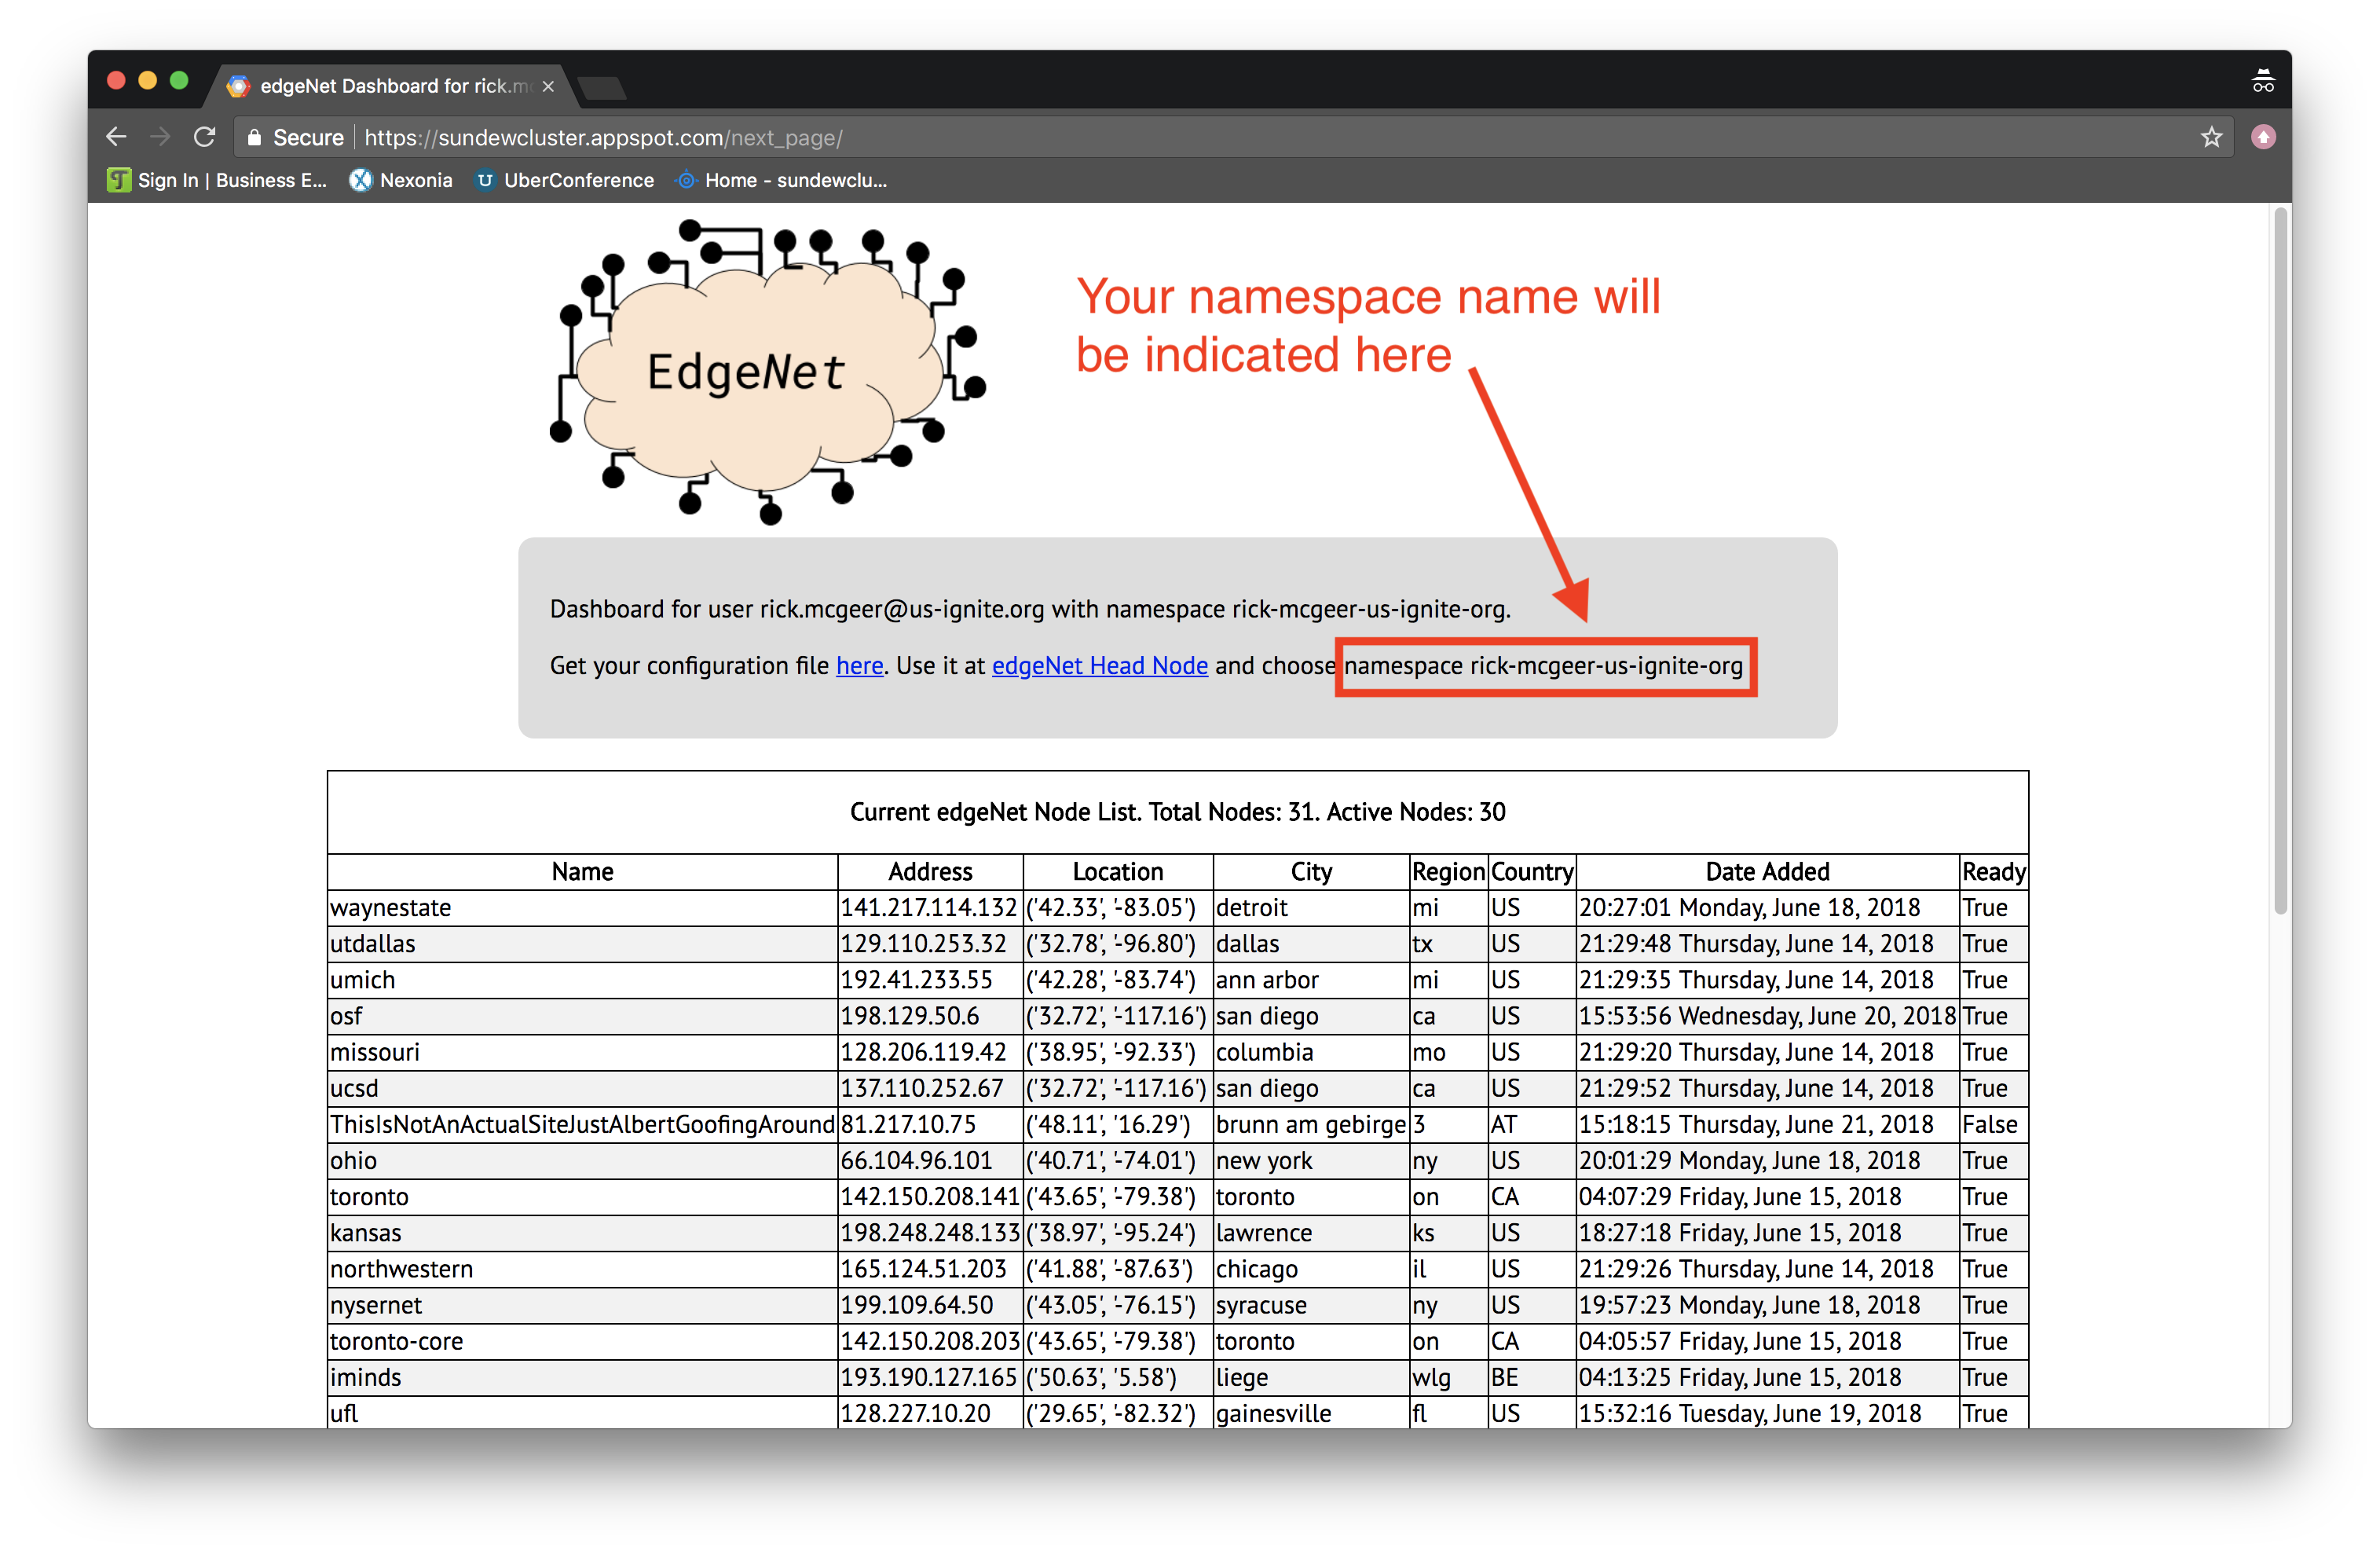 edgeNet Dashboard for rick.mc
Secure https://sundewcluster.appspot.com/next_page/
Sign In | Business E... Nexonia UberConference Home - sundewclu...
EdgeNet
Your namespace name will
be indicated here
Dashboard for user rick.mcgeer@us-ignite.org with namespace rick-mcgeer-us-ignite-org.
Get your configuration file here. Use it at edgeNet Head Node and choose namespace rick-mcgeer-us-ignite-org
Current edgeNet Node List. Total Nodes: 31. Active Nodes: 30
Name Address Location City Region Country Date Added Ready
waynestate 141.217.114.132 ('42.33', '-83.05') detroit mi US 20:27:01 Monday, June 18, 2018 True
utdallas 129.110.253.32 ('32.78', '-96.80') dallas tx US 21:29:48 Thursday, June 14, 2018 True
umich 192.41.233.55 ('42.28', '-83.74') ann arbor mi US 21:29:35 Thursday, June 14, 2018 True
osf 198.129.50.6 ('32.72', '-117.16') san diego ca US 15:53:56 Wednesday, June 20, 2018 True
missouri 128.206.119.42 ('38.95', '-92.33') columbia mo US 21:29:20 Thursday, June 14, 2018 True
ucsd 137.110.252.67 ('32.72', '-117.16') san diego ca US 21:29:52 Thursday, June 14, 2018 True
ThisIsNotAnActualSiteJustAlbertGoofingAround 81.217.10.75 ('48.11', '16.29') brunn am gebirge 3 AT 15:18:15 Thursday, June 21, 2018 False
ohio 66.104.96.101 ('40.71', '-74.01') new york ny US 20:01:29 Monday, June 18, 2018 True
toronto 142.150.208.141 ('43.65', '-79.38') toronto on CA 04:07:29 Friday, June 15, 2018 True
kansas 198.248.248.133 ('38.97', '-95.24') lawrence ks US 18:27:18 Friday, June 15, 2018 True
northwestern 165.124.51.203 ('41.88', '-87.63') chicago il US 21:29:26 Thursday, June 14, 2018 True
nysernet 199.109.64.50 ('43.05', '-76.15') syracuse ny US 19:57:23 Monday, June 18, 2018 True
toronto-core 142.150.208.203 ('43.65', '-79.38') toronto on CA 04:05:57 Friday, June 15, 2018 True
iminds 193.190.127.165 ('50.63', '5.58') liege wlg BE 04:13:25 Friday, June 15, 2018 True
ufl 128.227.10.20 ('29.65', '-82.32') gainesville fl US 15:32:16 Tuesday, June 19, 2018 True